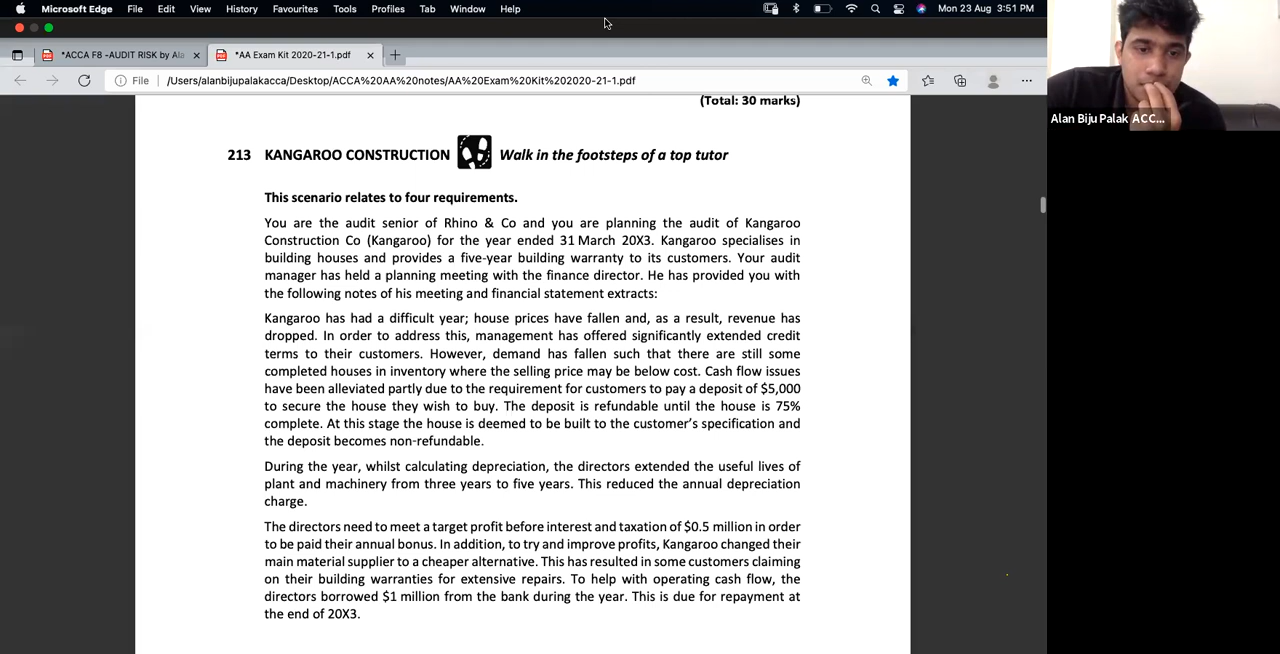 Microsoft Edge File Edit View History Favourites Tools Profiles Tab Window Help Mon 23 Aug 3:51 PM
*ACCA F8 -AUDIT RISK by Ala
*AA Exam Kit 2020-21-1.pdf
File /Users/alanbijupalakacca/Desktop/ACCA%20AA%20notes/AA%20Exam%20Kit%202020-21-1.pdf
Alan Biju Palak ACC...
(Total: 30 marks)
213 KANGAROO CONSTRUCTION Walk in the footsteps of a top tutor
This scenario relates to four requirements.
You are the audit senior of Rhino & Co and you are planning the audit of Kangaroo
Construction Co (Kangaroo) for the year ended 31 March 20X3. Kangaroo specialises in
building houses and provides a five-year building warranty to its customers. Your audit
manager has held a planning meeting with the finance director. He has provided you with
the following notes of his meeting and financial statement extracts:
Kangaroo has had a difficult year; house prices have fallen and, as a result, revenue has
dropped. In order to address this, management has offered significantly extended credit
terms to their customers. However, demand has fallen such that there are still some
completed houses in inventory where the selling price may be below cost. Cash flow issues
have been alleviated partly due to the requirement for customers to pay a deposit of $5,000
to secure the house they wish to buy. The deposit is refundable until the house is 75%
complete. At this stage the house is deemed to be built to the customer's specification and
the deposit becomes non-refundable.
During the year, whilst calculating depreciation, the directors extended the useful lives of
plant and machinery from three years to five years. This reduced the annual depreciation
charge.
The directors need to meet a target profit before interest and taxation of $0.5 million in order
to be paid their annual bonus. In addition, to try and improve profits, Kangaroo changed their
main material supplier to a cheaper alternative. This has resulted in some customers claiming
on their building warranties for extensive repairs. To help with operating cash flow, the
directors borrowed $1 million from the bank during the year. This is due for repayment at
the end of 20X3.